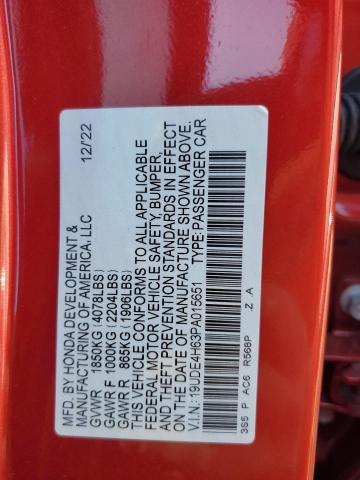 MFD. BY HONDA DEVELOPMENT &
MANUFACTURING OF AMERICA, LLC 12/'22
GVWR 1850KG (4078LBS)
GAWR F 1000KG (2204LBS)
GAWR R 865KG (1906LBS)
THIS VEHICLE CONFORMS TO ALL APPLICABLE
FEDERAL MOTOR VEHICLE SAFETY, BUMPER,
AND THEFT PREVENTION STANDARDS IN EFFECT
ON THE DATE OF MANUFACTURE SHOWN ABOVE.
V.I.N.: 19UDE4H63PA015651 TYPE: PASSENGER CAR
3S5 P AC6 R568P Z A